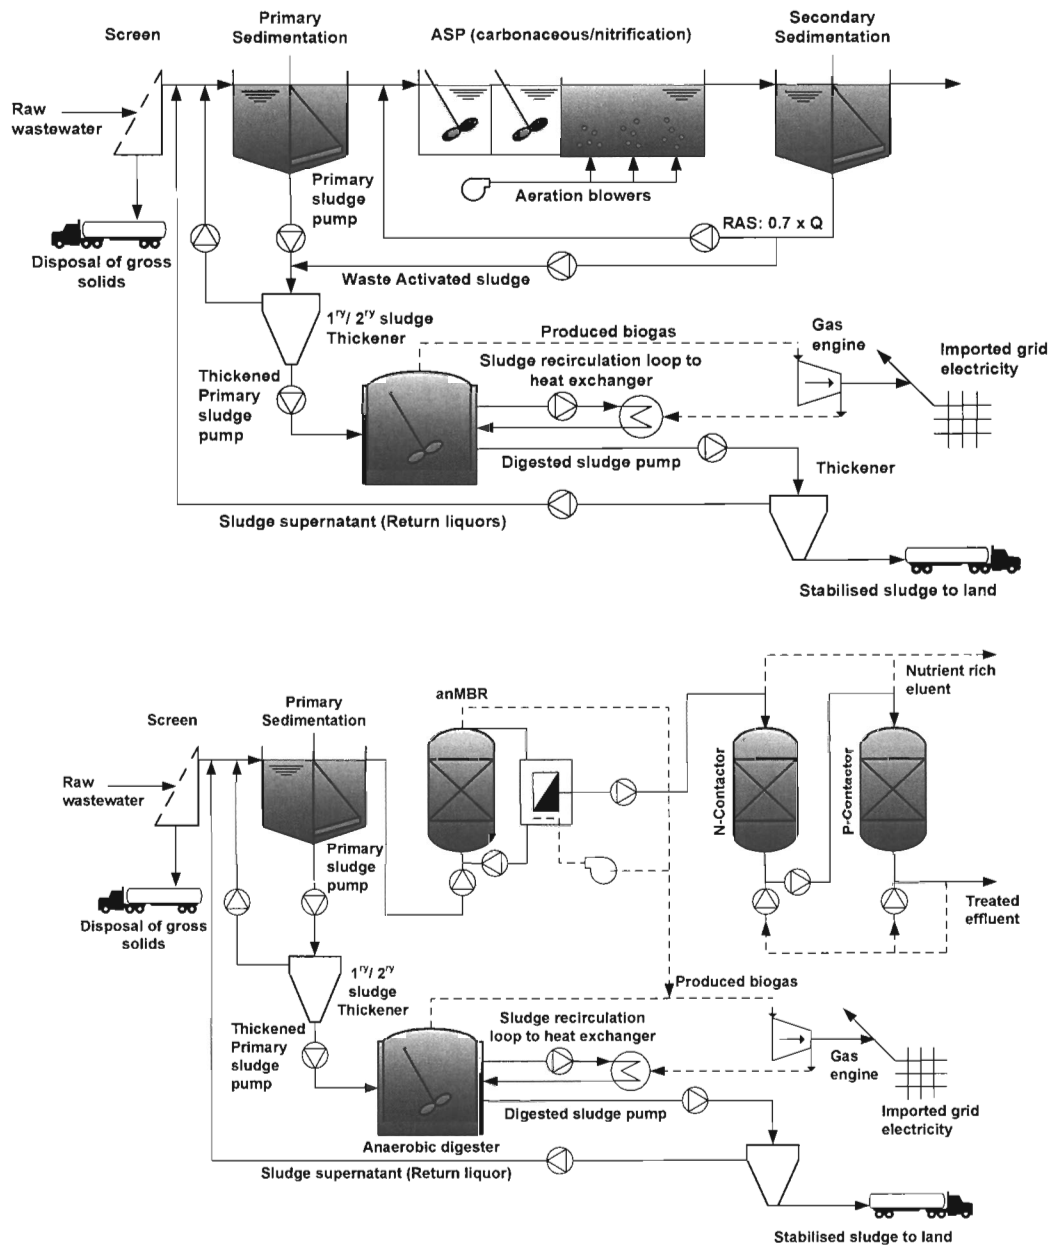 Screen
Primary
Sedimentation
ASP (carbonaceous/nitrification)
Secondary
Sedimentation
Raw
wastewater
Primary
sludge
pump
Aeration blowers
RAS: 0.7 x Q
Disposal of gross
solids
Waste Activated sludge
1ry/ 2ry sludge
Thickener
Produced biogas
Gas
engine
Imported grid
electricity
Sludge recirculation loop to
heat exchanger
Thickened
Primary
sludge
pump
Digested sludge pump
Thickener
Sludge supernatant (Return liquors)
Stabilised sludge to land
Nutrient rich
eluent
anMBR
Primary
Sedimentation
Screen
Raw
wastewater
N-Contactor
P-Contactor
Primary
sludge
pump
Disposal of gross
solids
Treated
effluent
1ry/ 2ry
sludge
Thickener
Produced biogas
Thickened
Primary
sludge
pump
Sludge recirculation
loop to heat exchanger
Gas
engine
Digested sludge pump
Imported grid
electricity
Anaerobic digester
Sludge supernatant (Return liquor)
Stabilised sludge to land